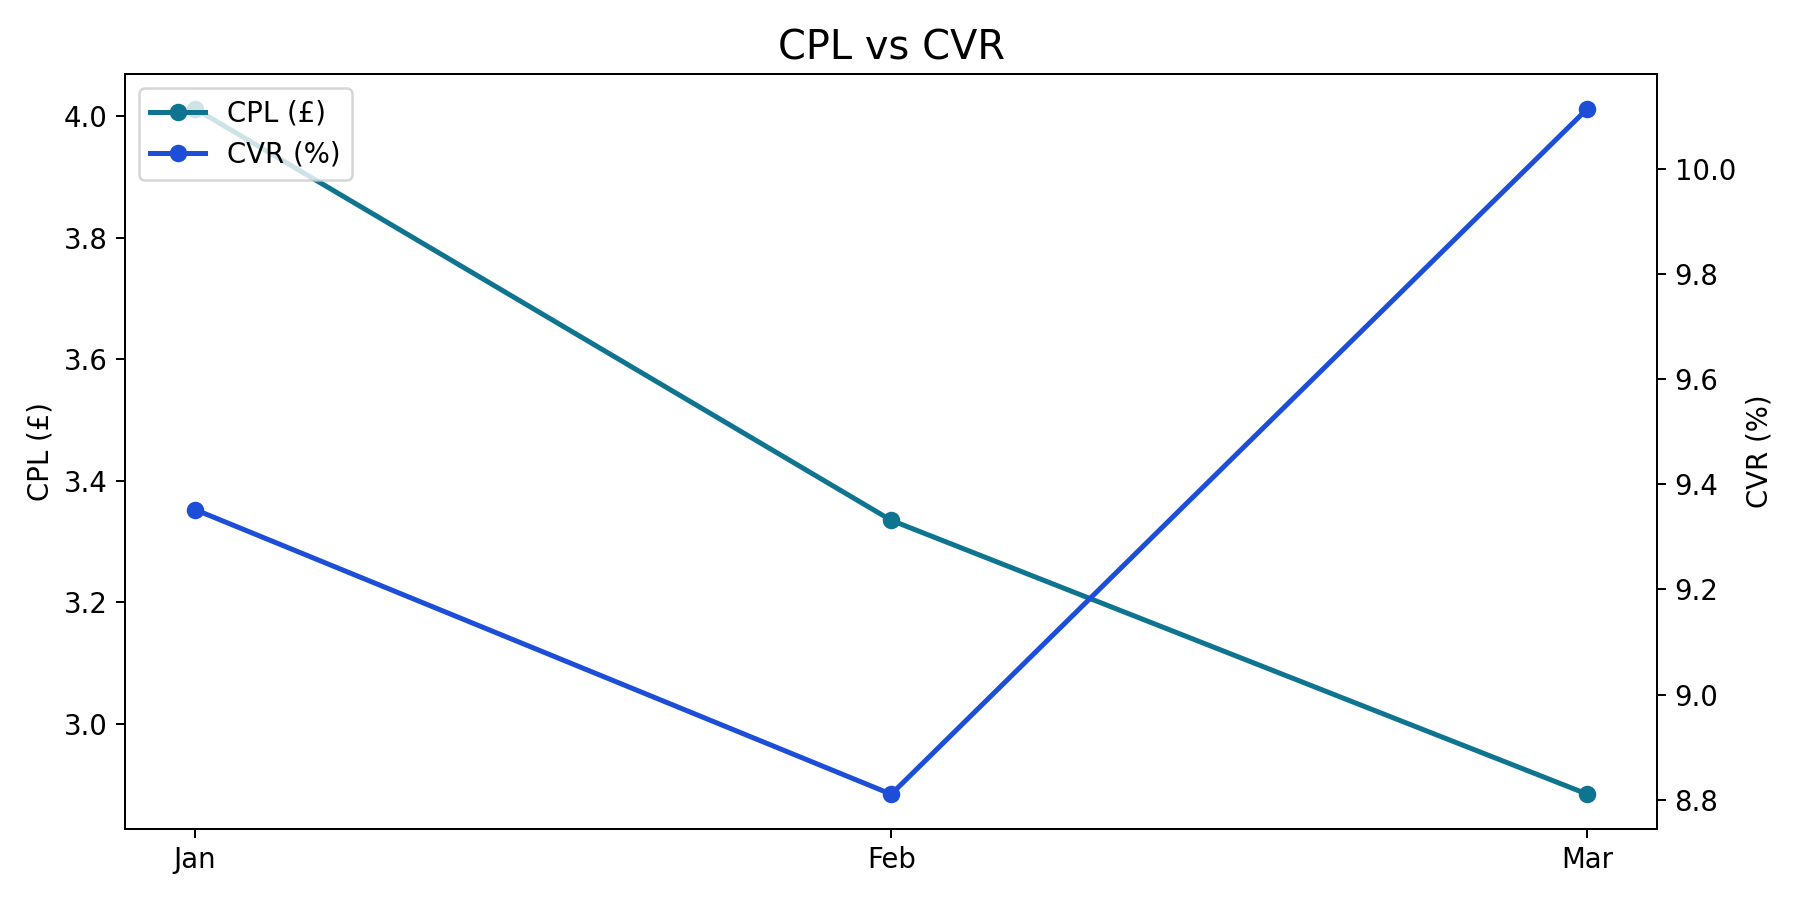 CPL vs CVR
CPL (£)
CVR (%)
4.0
3.8
3.6
3.4
3.2
3.0
CPL (£)
10.0
9.8
9.6
9.4
9.2
9.0
8.8
CVR (%)
Jan Feb Mar